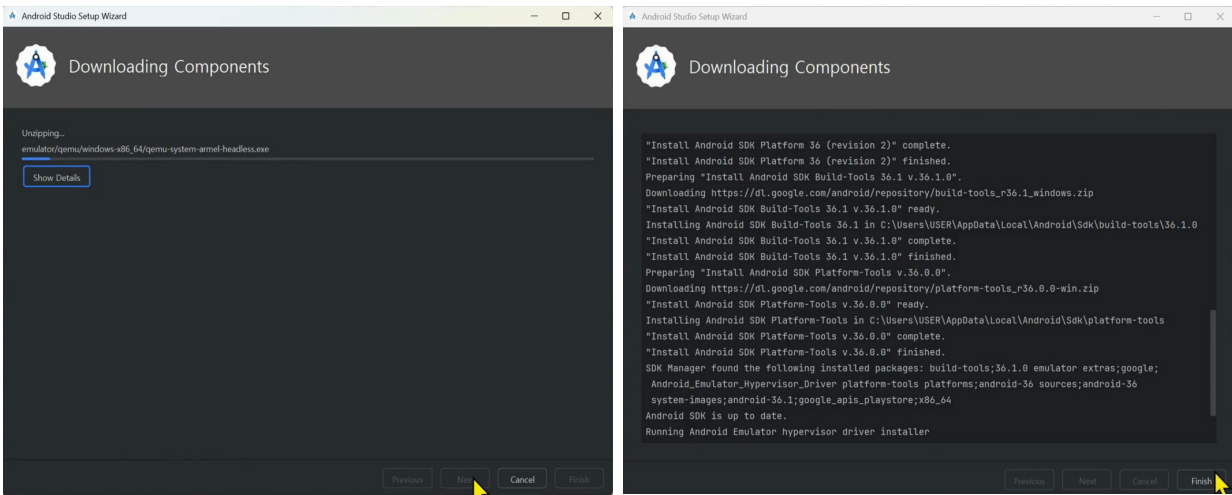 Android Studio Setup Wizard
Downloading Components
Unzipping...
emulator/qemu/windows-x86_64/qemu-system-armel-headless.exe
Show Details
Previous
Next
Cancel
Finish
Android Studio Setup Wizard
Downloading Components
"Install Android SDK Platform 36 (revision 2)" complete.
"Install Android SDK Platform 36 (revision 2)" finished.
Preparing "Install Android SDK Build-Tools 36.1 v.36.1.0".
Downloading https://dl.google.com/android/repository/build-tools_r36.1_windows.zip
"Install Android SDK Build-Tools 36.1 v.36.1.0" ready.
Installing Android SDK Build-Tools 36.1 in C:\Users\USER\AppData\Local\Android\Sdk\build-tools\36.1.0
"Install Android SDK Build-Tools 36.1 v.36.1.0" complete.
"Install Android SDK Build-Tools 36.1 v.36.1.0" finished.
Preparing "Install Android SDK Platform-Tools v.36.0.0".
Downloading https://dl.google.com/android/repository/platform-tools_r36.0.0-win.zip
"Install Android SDK Platform-Tools v.36.0.0" ready.
Installing Android SDK Platform-Tools in C:\Users\USER\AppData\Local\Android\Sdk\platform-tools
"Install Android SDK Platform-Tools v.36.0.0" complete.
"Install Android SDK Platform-Tools v.36.0.0" finished.
SDK Manager found the following installed packages: build-tools;36.1.0 emulator extras;google;
Android_Emulator_Hypervisor_Driver platform-tools platforms;android-36 sources;android-36
system-images;android-36.1;google_apis_playstore;x86_64
Android SDK is up to date.
Running Android Emulator hypervisor driver installer
Previous
Next
Cancel
Finish